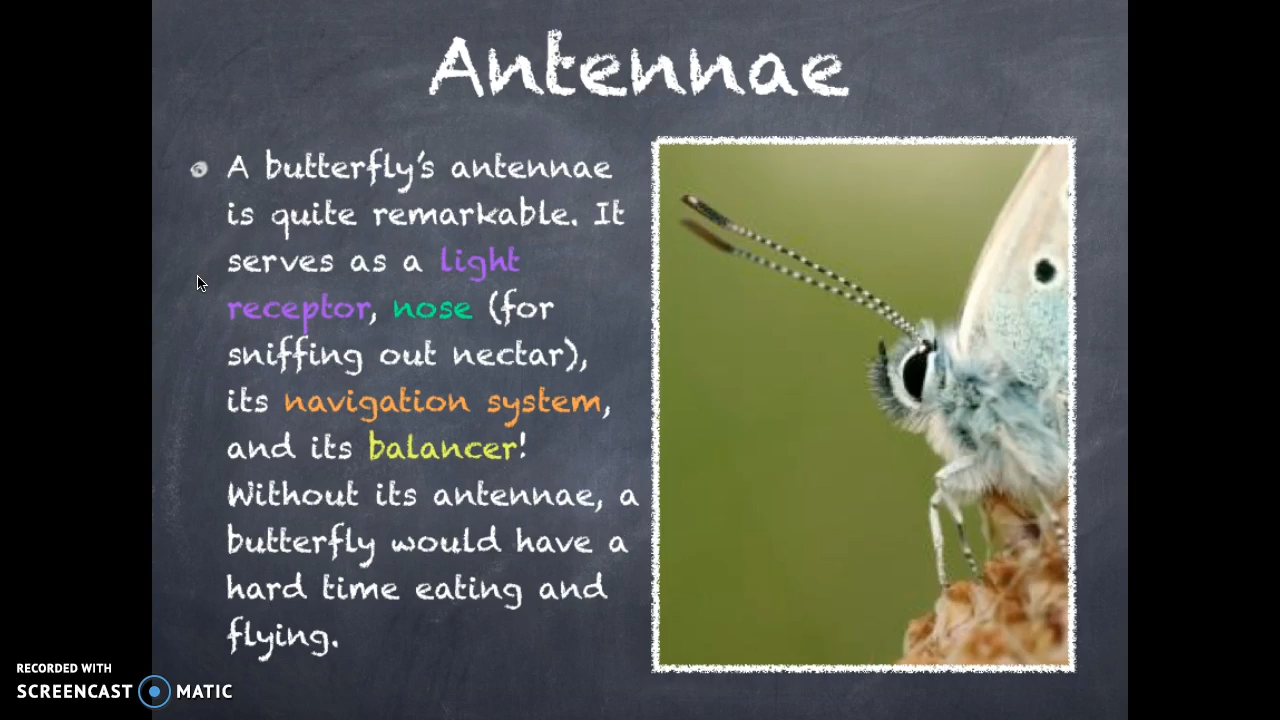 Antennae
A butterfly's antennae
is quite remarkable. It
serves as a light
receptor, nose (for
sniffing out nectar),
its navigation system,
and its balancer!
Without its antennae, a
butterfly would have a
hard time eating and
flying.
RECORDED WITH
SCREENCAST MATIC